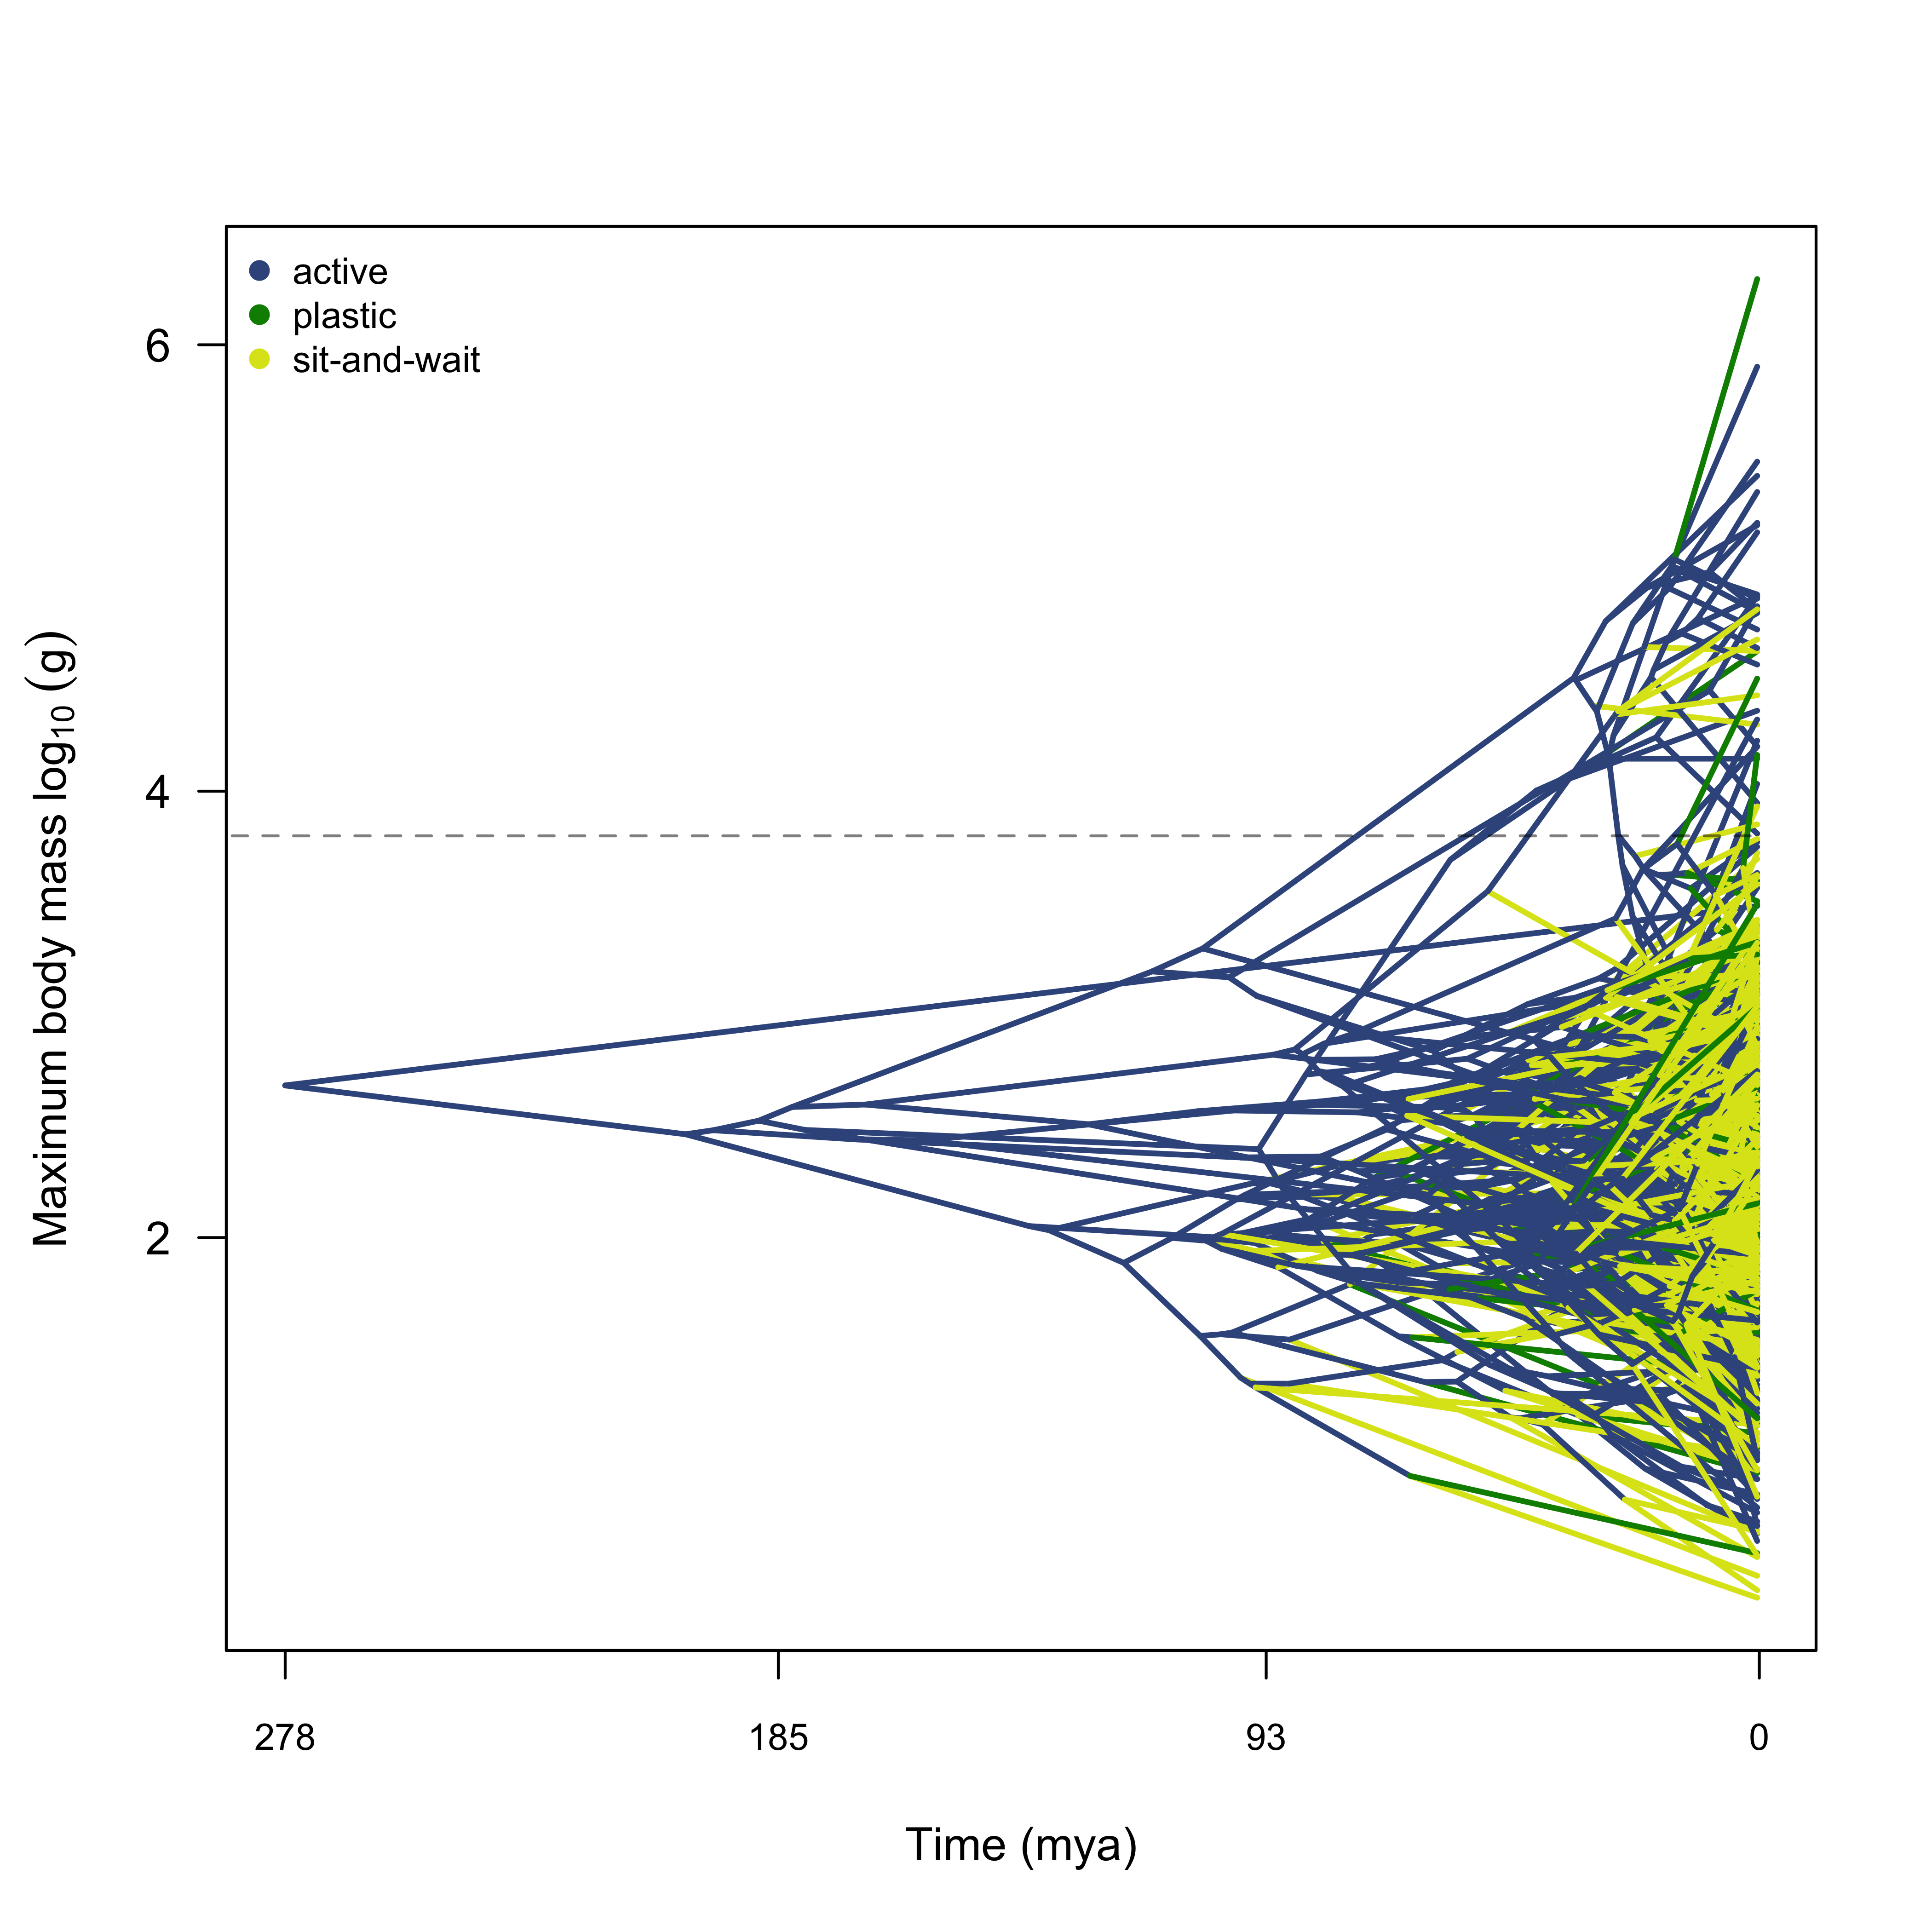 active
plastic
sit-and-wait
Maximum body mass log₁₀ (g)
6
4
2
278 185 93 0
Time (mya)